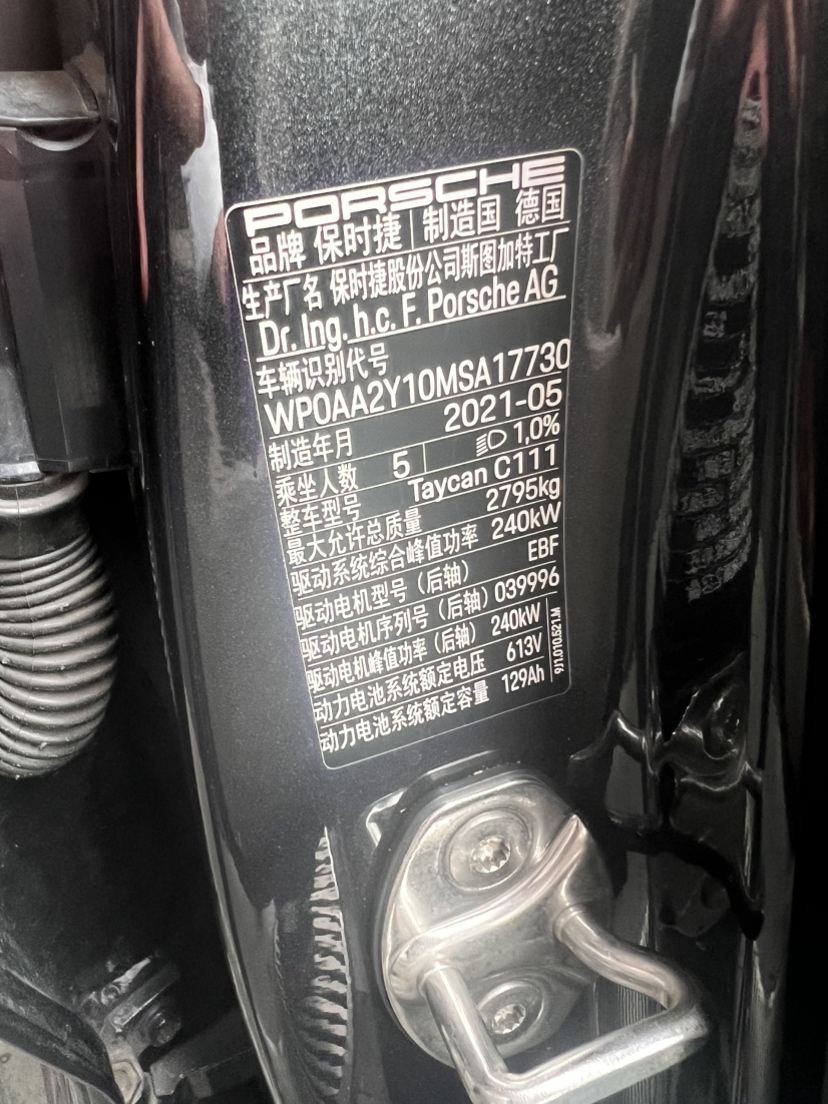 PORSCHE
品牌 保时捷 制造国 德国
生产厂名 保时捷股份公司斯图加特工厂
Dr. Ing. h.c. F. Porsche AG
车辆识别代号
WP0AA2Y10MSA17730
制造年月 2021-05
乘坐人数 5 1,0%
整车型号 Taycan C111
最大允许总质量 2795kg
驱动系统综合峰值功率 240kW
驱动电机型号（后轴） EBF
驱动电机序列号（后轴）039996
驱动电机峰值功率（后轴） 240kW
动力电池系统额定电压 613V
动力电池系统额定容量 129Ah
9J1.010.521.M